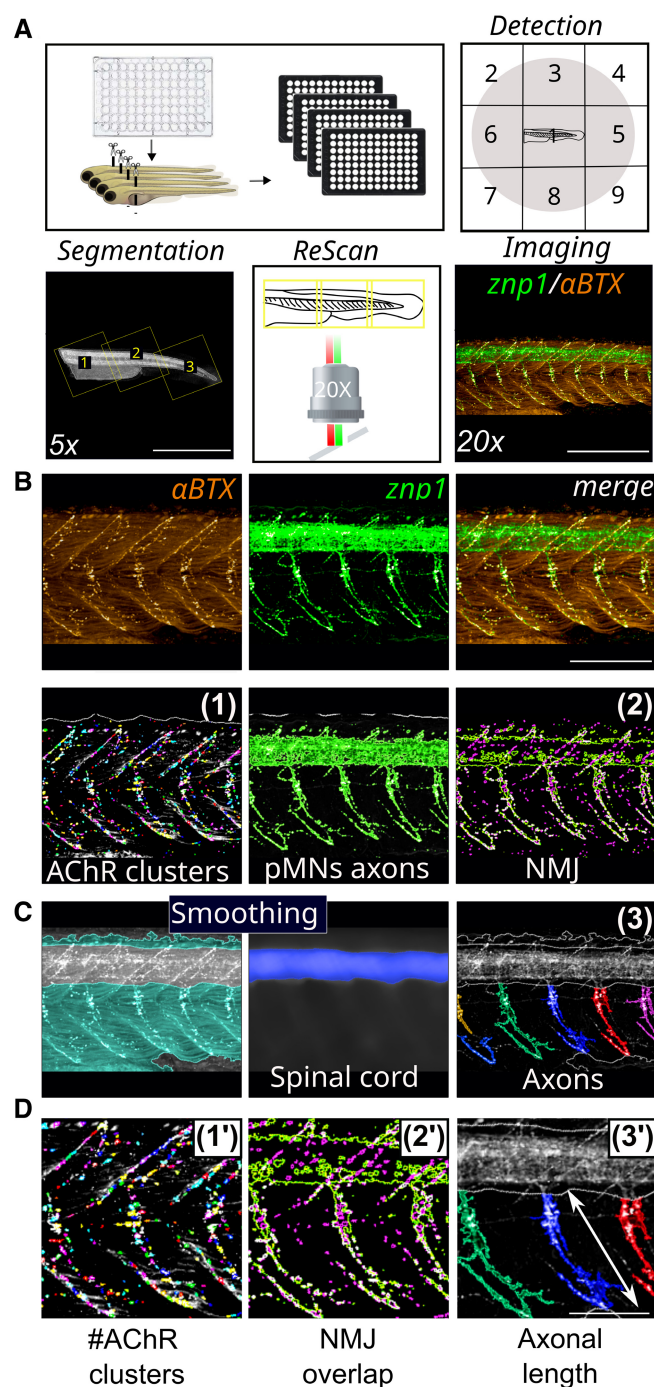 A
Detection
2 3 4
6 5
7 8 9
Segmentation
1 2 3
5x
ReScan
20X
Imaging
znp1/αBTX
20x
B
αBTX
znp1
merge
(1)
AChR clusters
pMNs axons
(2)
NMJ
C
Smoothing
Spinal cord
(3)
Axons
D
(1')
(2')
(3')
#AChR
clusters
NMJ
overlap
Axonal
length